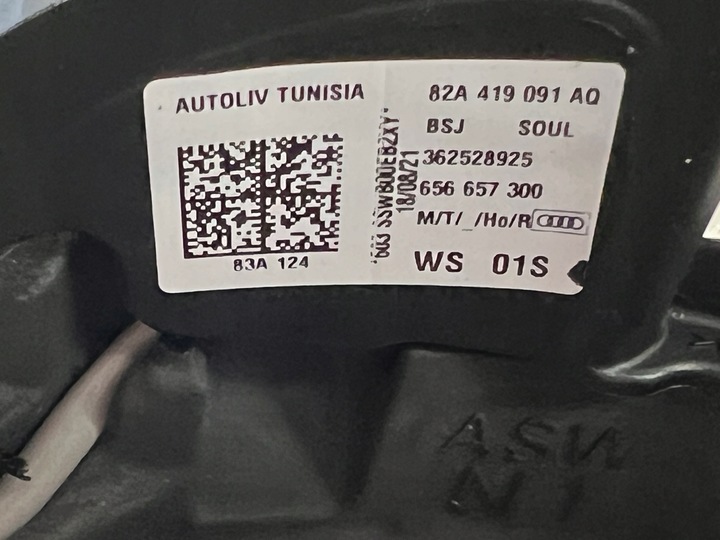 AUTOLIV TUNISIA
83A 124
18/08/21
82A 419 091 AQ
BSJ SOUL
362528925
656 657 300
M/T/_/Ho/R
WS 01S
ASW
N I